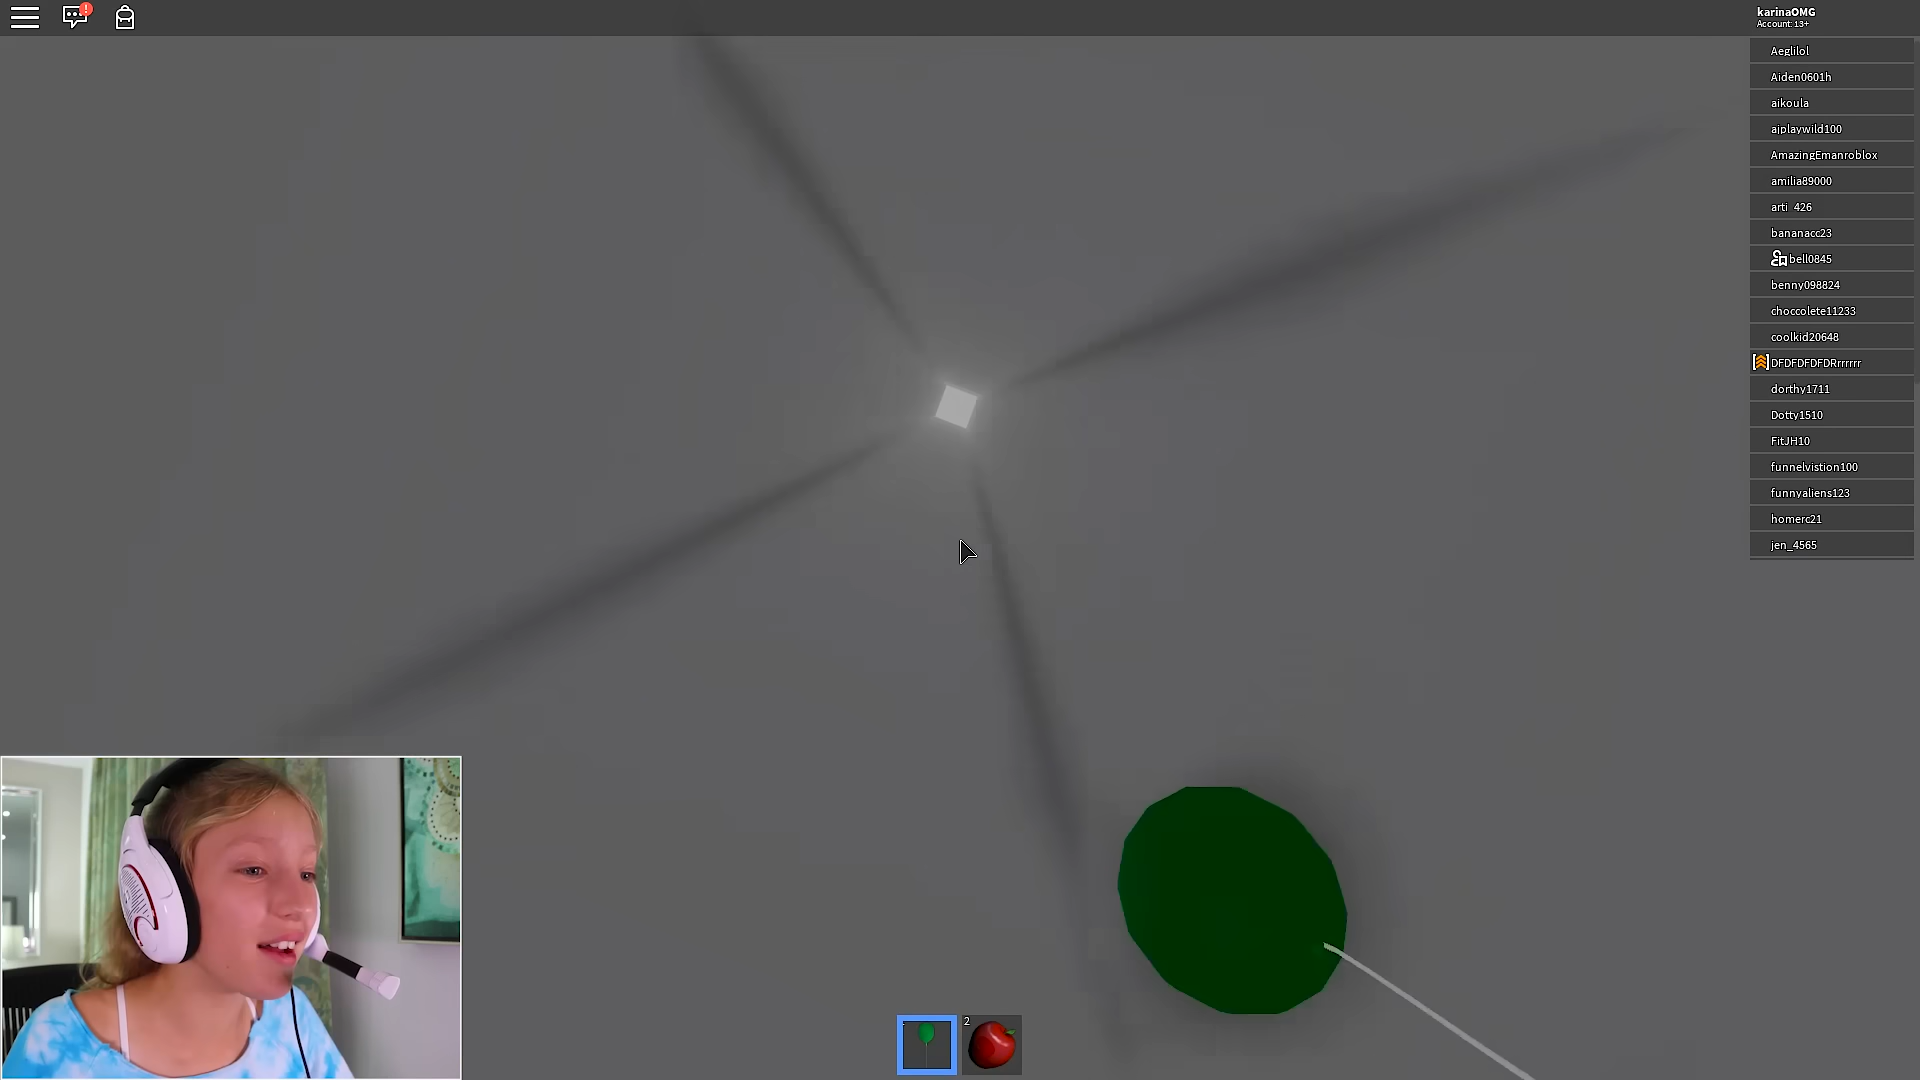 karinaOMG
Account: 13+
Aeglilol
Aiden0601h
aikoula
ajplaywild100
AmazingEmanroblox
amilia89000
arti_426
bananacc23
bell0845
benny098824
choccolete11233
coolkid20648
DFDFDFDFDRrrrrrr
dorthy1711
Dotty1510
FitJH10
funnelvistion100
funnyaliens123
homerc21
jen_4565
2